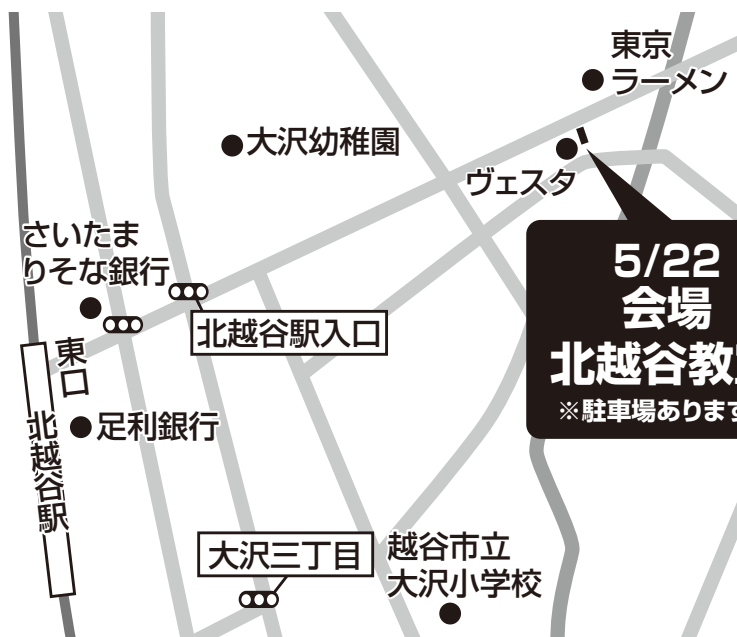 東京
ラーメン
大沢幼稚園
ヴェスタ
さいたま
りそな銀行
北越谷駅入口
5/22
会場
北越谷教
※駐車場あります
東口
足利銀行
北越谷駅
大沢三丁目
越谷市立
大沢小学校